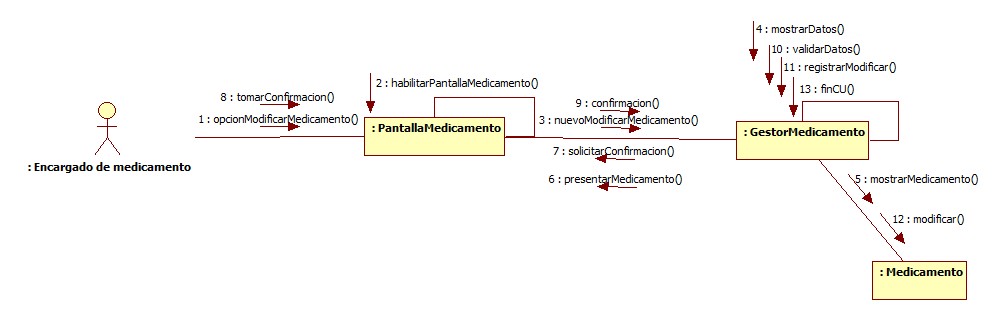 4 : mostrarDatos()
10 : validarDatos()
11 : registrarModificar()
2 : habilitarPantallaMedicamento()
13 : finCU()
8 : tomarConfirmacion()
9 : confirmacion()
1 : opcionModificarMedicamento()
3 : nuevoModificarMedicamento()
: PantallaMedicamento
: GestorMedicamento
7 : solicitarConfirmacion()
: Encargado de medicamento
6 : presentarMedicamento()
5 : mostrarMedicamento()
12 : modificar()
: Medicamento